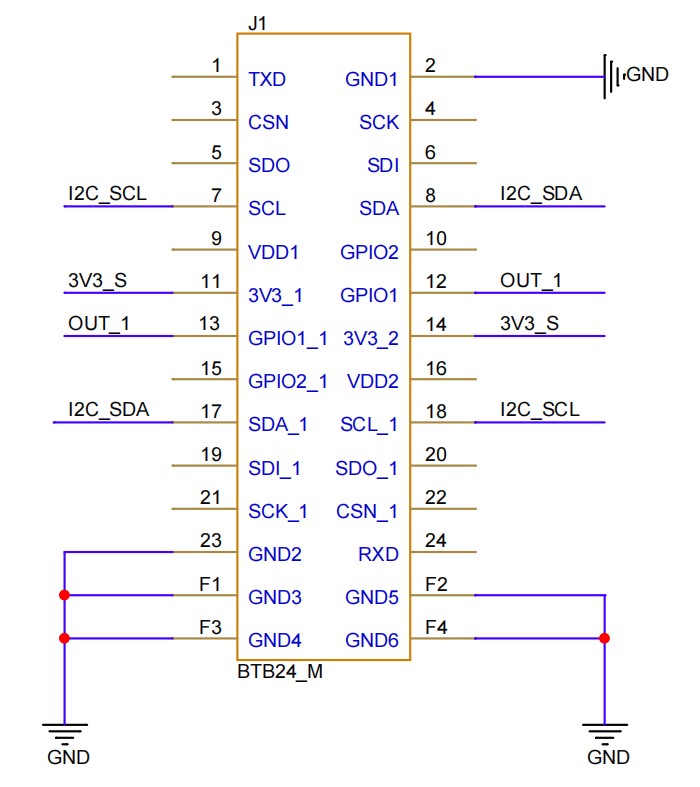 J1
1 TXD GND1 2 GND
3 CSN SCK 4
5 SDO SDI 6
I2C_SCL 7 SCL SDA 8 I2C_SDA
9 VDD1 GPIO2 10
3V3_S 11 3V3_1 GPIO1 12 OUT_1
OUT_1 13 GPIO1_1 3V3_2 14 3V3_S
15 GPIO2_1 VDD2 16
I2C_SDA 17 SDA_1 SCL_1 18 I2C_SCL
19 SDI_1 SDO_1 20
21 SCK_1 CSN_1 22
23 GND2 RXD 24
F1 GND3 GND5 F2
F3 GND4 GND6 F4
BTB24_M
GND GND